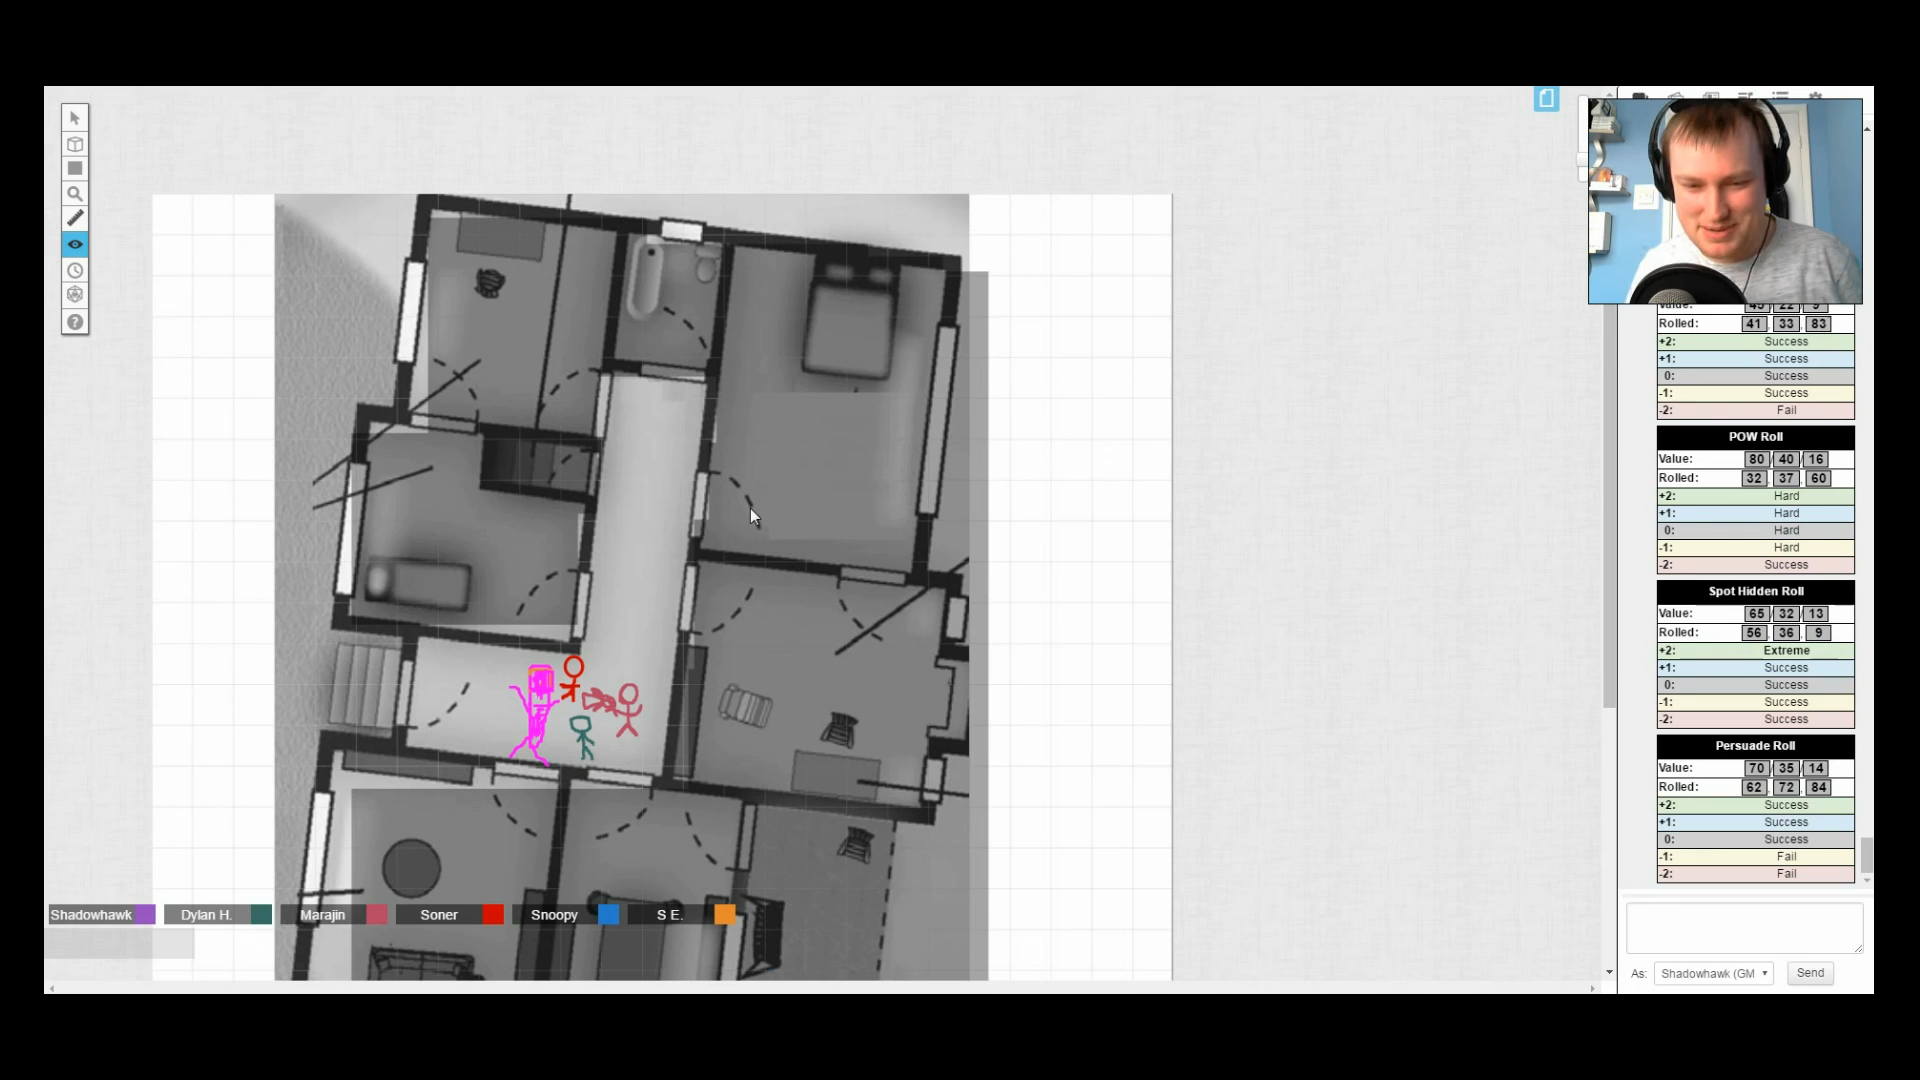 Rolled: 41 33 83
+2: Success
+1: Success
0: Success
-1: Success
-2: Fail
POW Roll
Value: 80 40 16
Rolled: 32 37 60
+2: Hard
+1: Hard
0: Hard
-1: Hard
-2: Success
Spot Hidden Roll
Value: 65 32 13
Rolled: 56 36 9
+2: Extreme
+1: Success
0: Success
-1: Success
-2: Success
Persuade Roll
Value: 70 35 14
Rolled: 62 72 84
+2: Success
+1: Success
0: Success
-1: Fail
-2: Fail
Shadowhawk Dylan H. Marajin Soner Snoopy S E.
As: Shadowhawk (GM Send